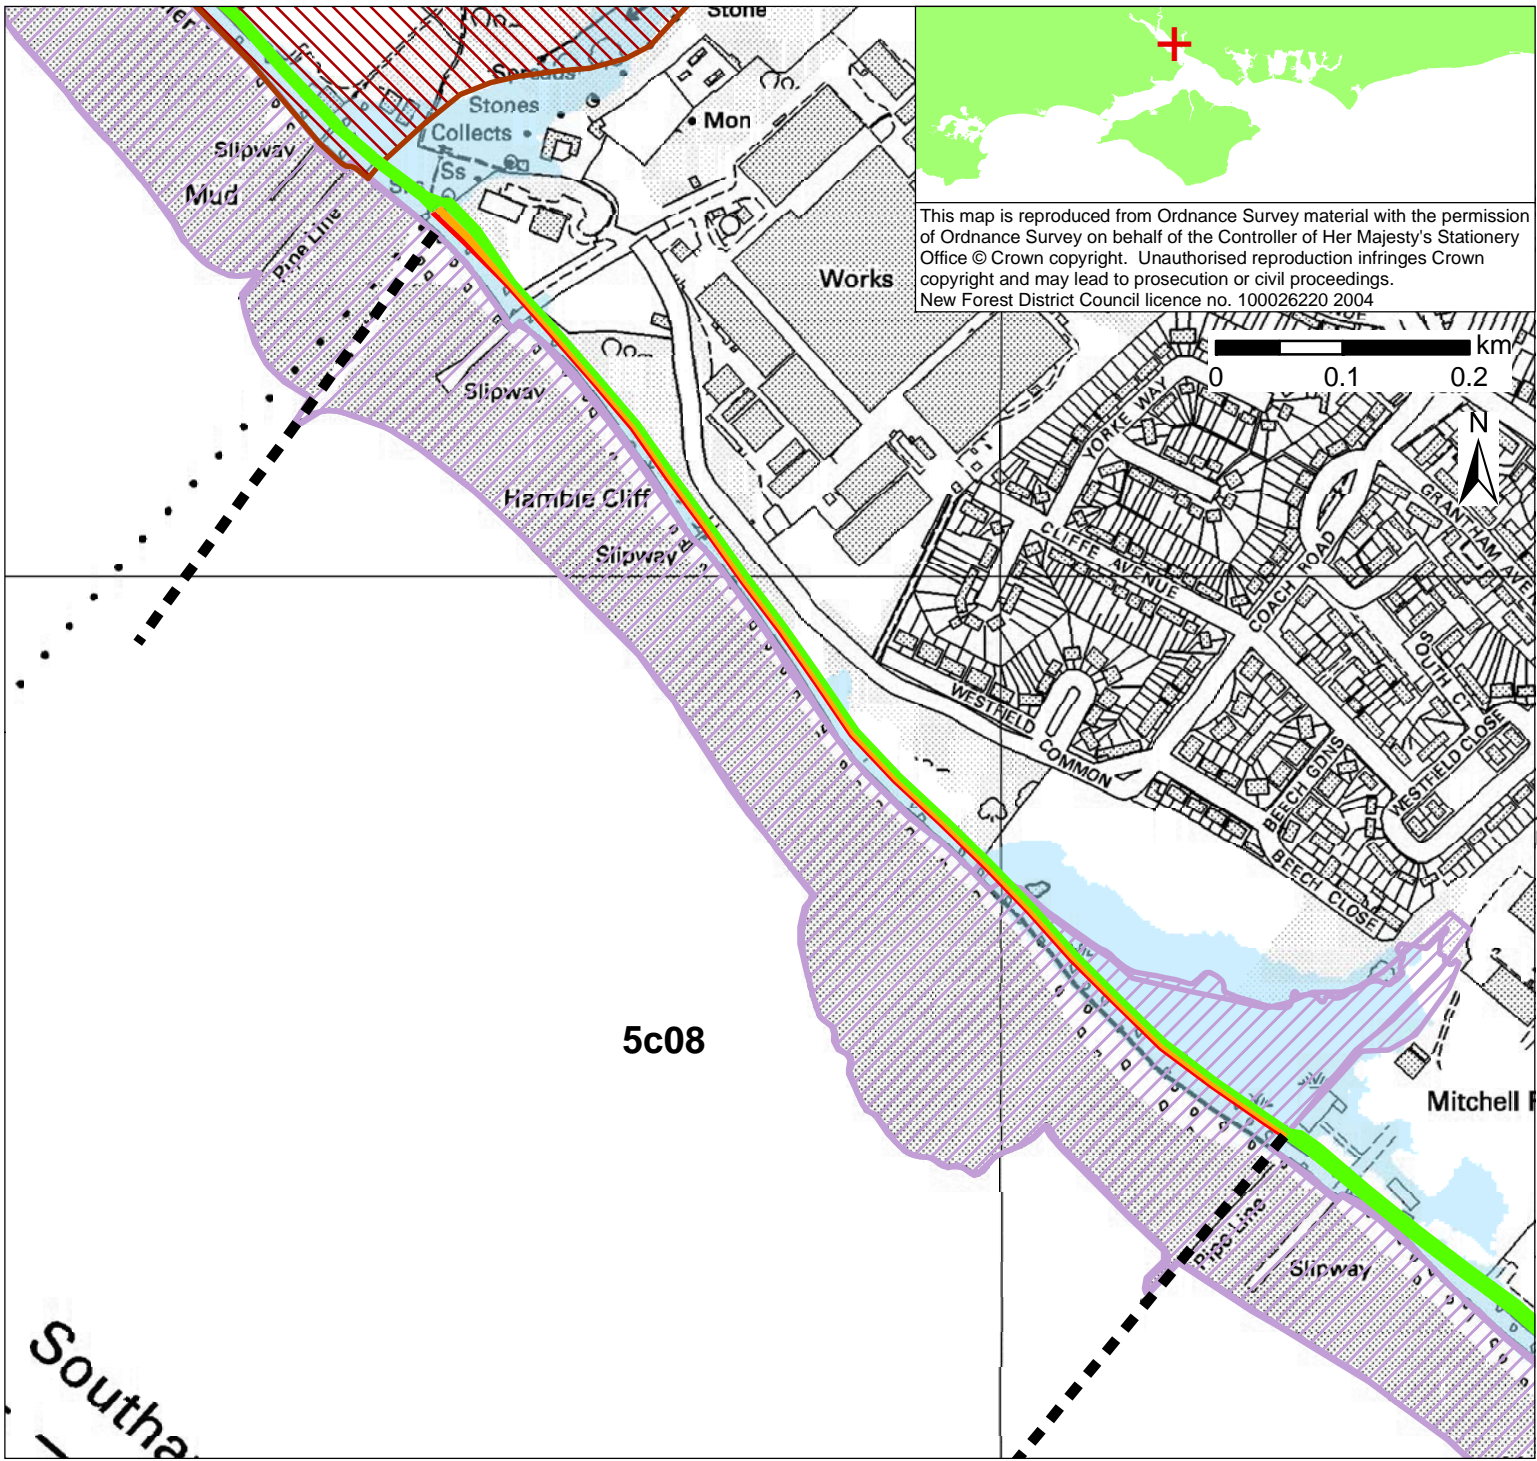 This map is reproduced from Ordnance Survey material with the permission
of Ordnance Survey on behalf of the Controller of Her Majesty's Stationery
Office © Crown copyright. Unauthorised reproduction infringes Crown
copyright and may lead to prosecution or civil proceedings.
New Forest District Council licence no. 100026220 2004
km
0 0.1 0.2
N
Stone
Spreads
Stones
Collects
Ss
Mon
Slipway
Mud
Pipe Line
Works
Slipway
Hamble Cliff
Slipway
YORKE WAY
CLIFFE AVENUE
COACH ROAD
GRANTHAM AVE
SOUTH CT
WESTFIELD CLOSE
WESTFIELD
COMMON
BEECH GDNS
BEECH CLOSE
5c08
Mitchell
Pipe Line
Slipway
Southa